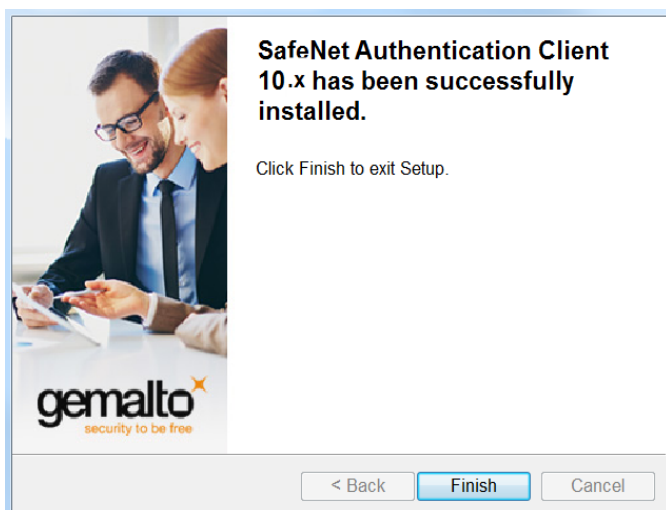 SafeNet Authentication Client
10.x has been successfully
installed.
Click Finish to exit Setup.
gemalto
security to be free
< Back
Finish
Cancel